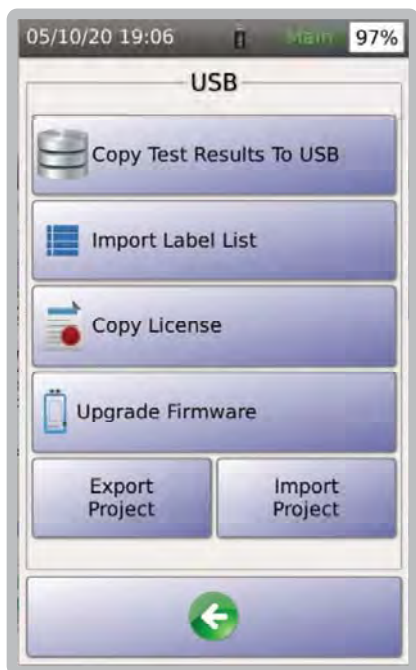 05/10/20 19:06 Main 97%
USB
Copy Test Results To USB
Import Label List
Copy License
Upgrade Firmware
Export
Project
Import
Project